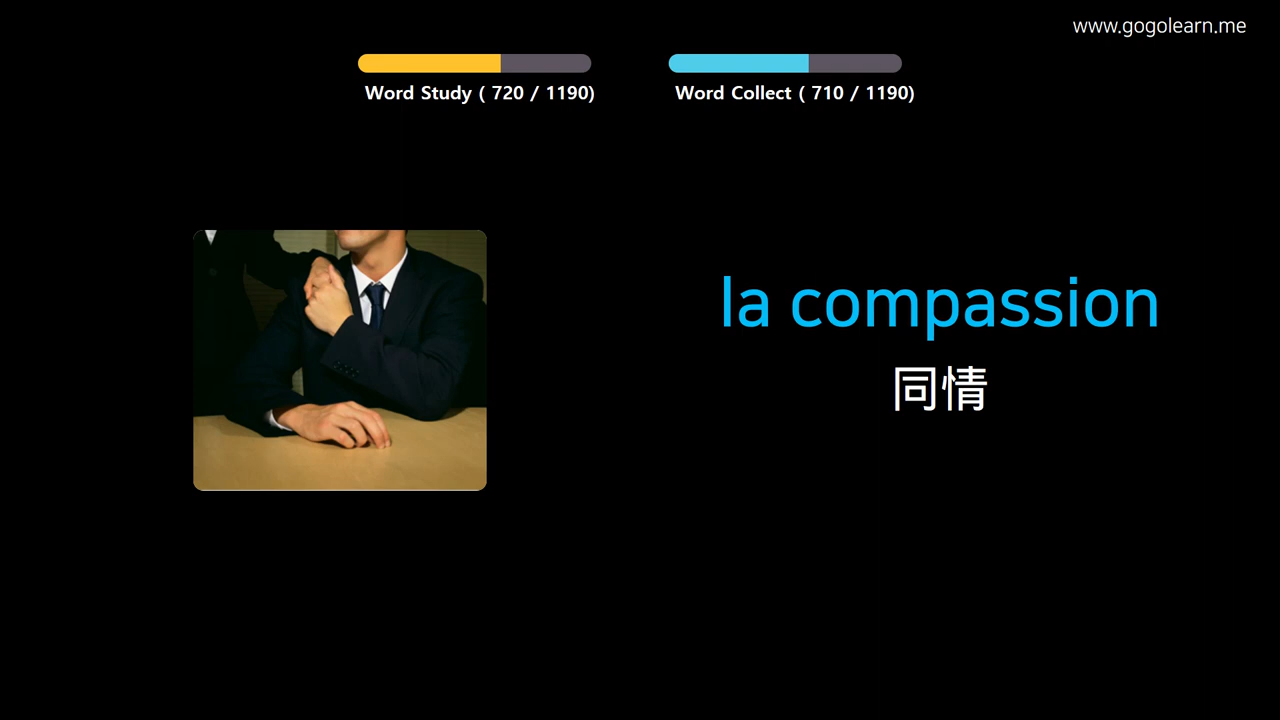 www.gogolearn.me
Word Study ( 720 / 1190)
Word Collect ( 710 / 1190)
la compassion
同情